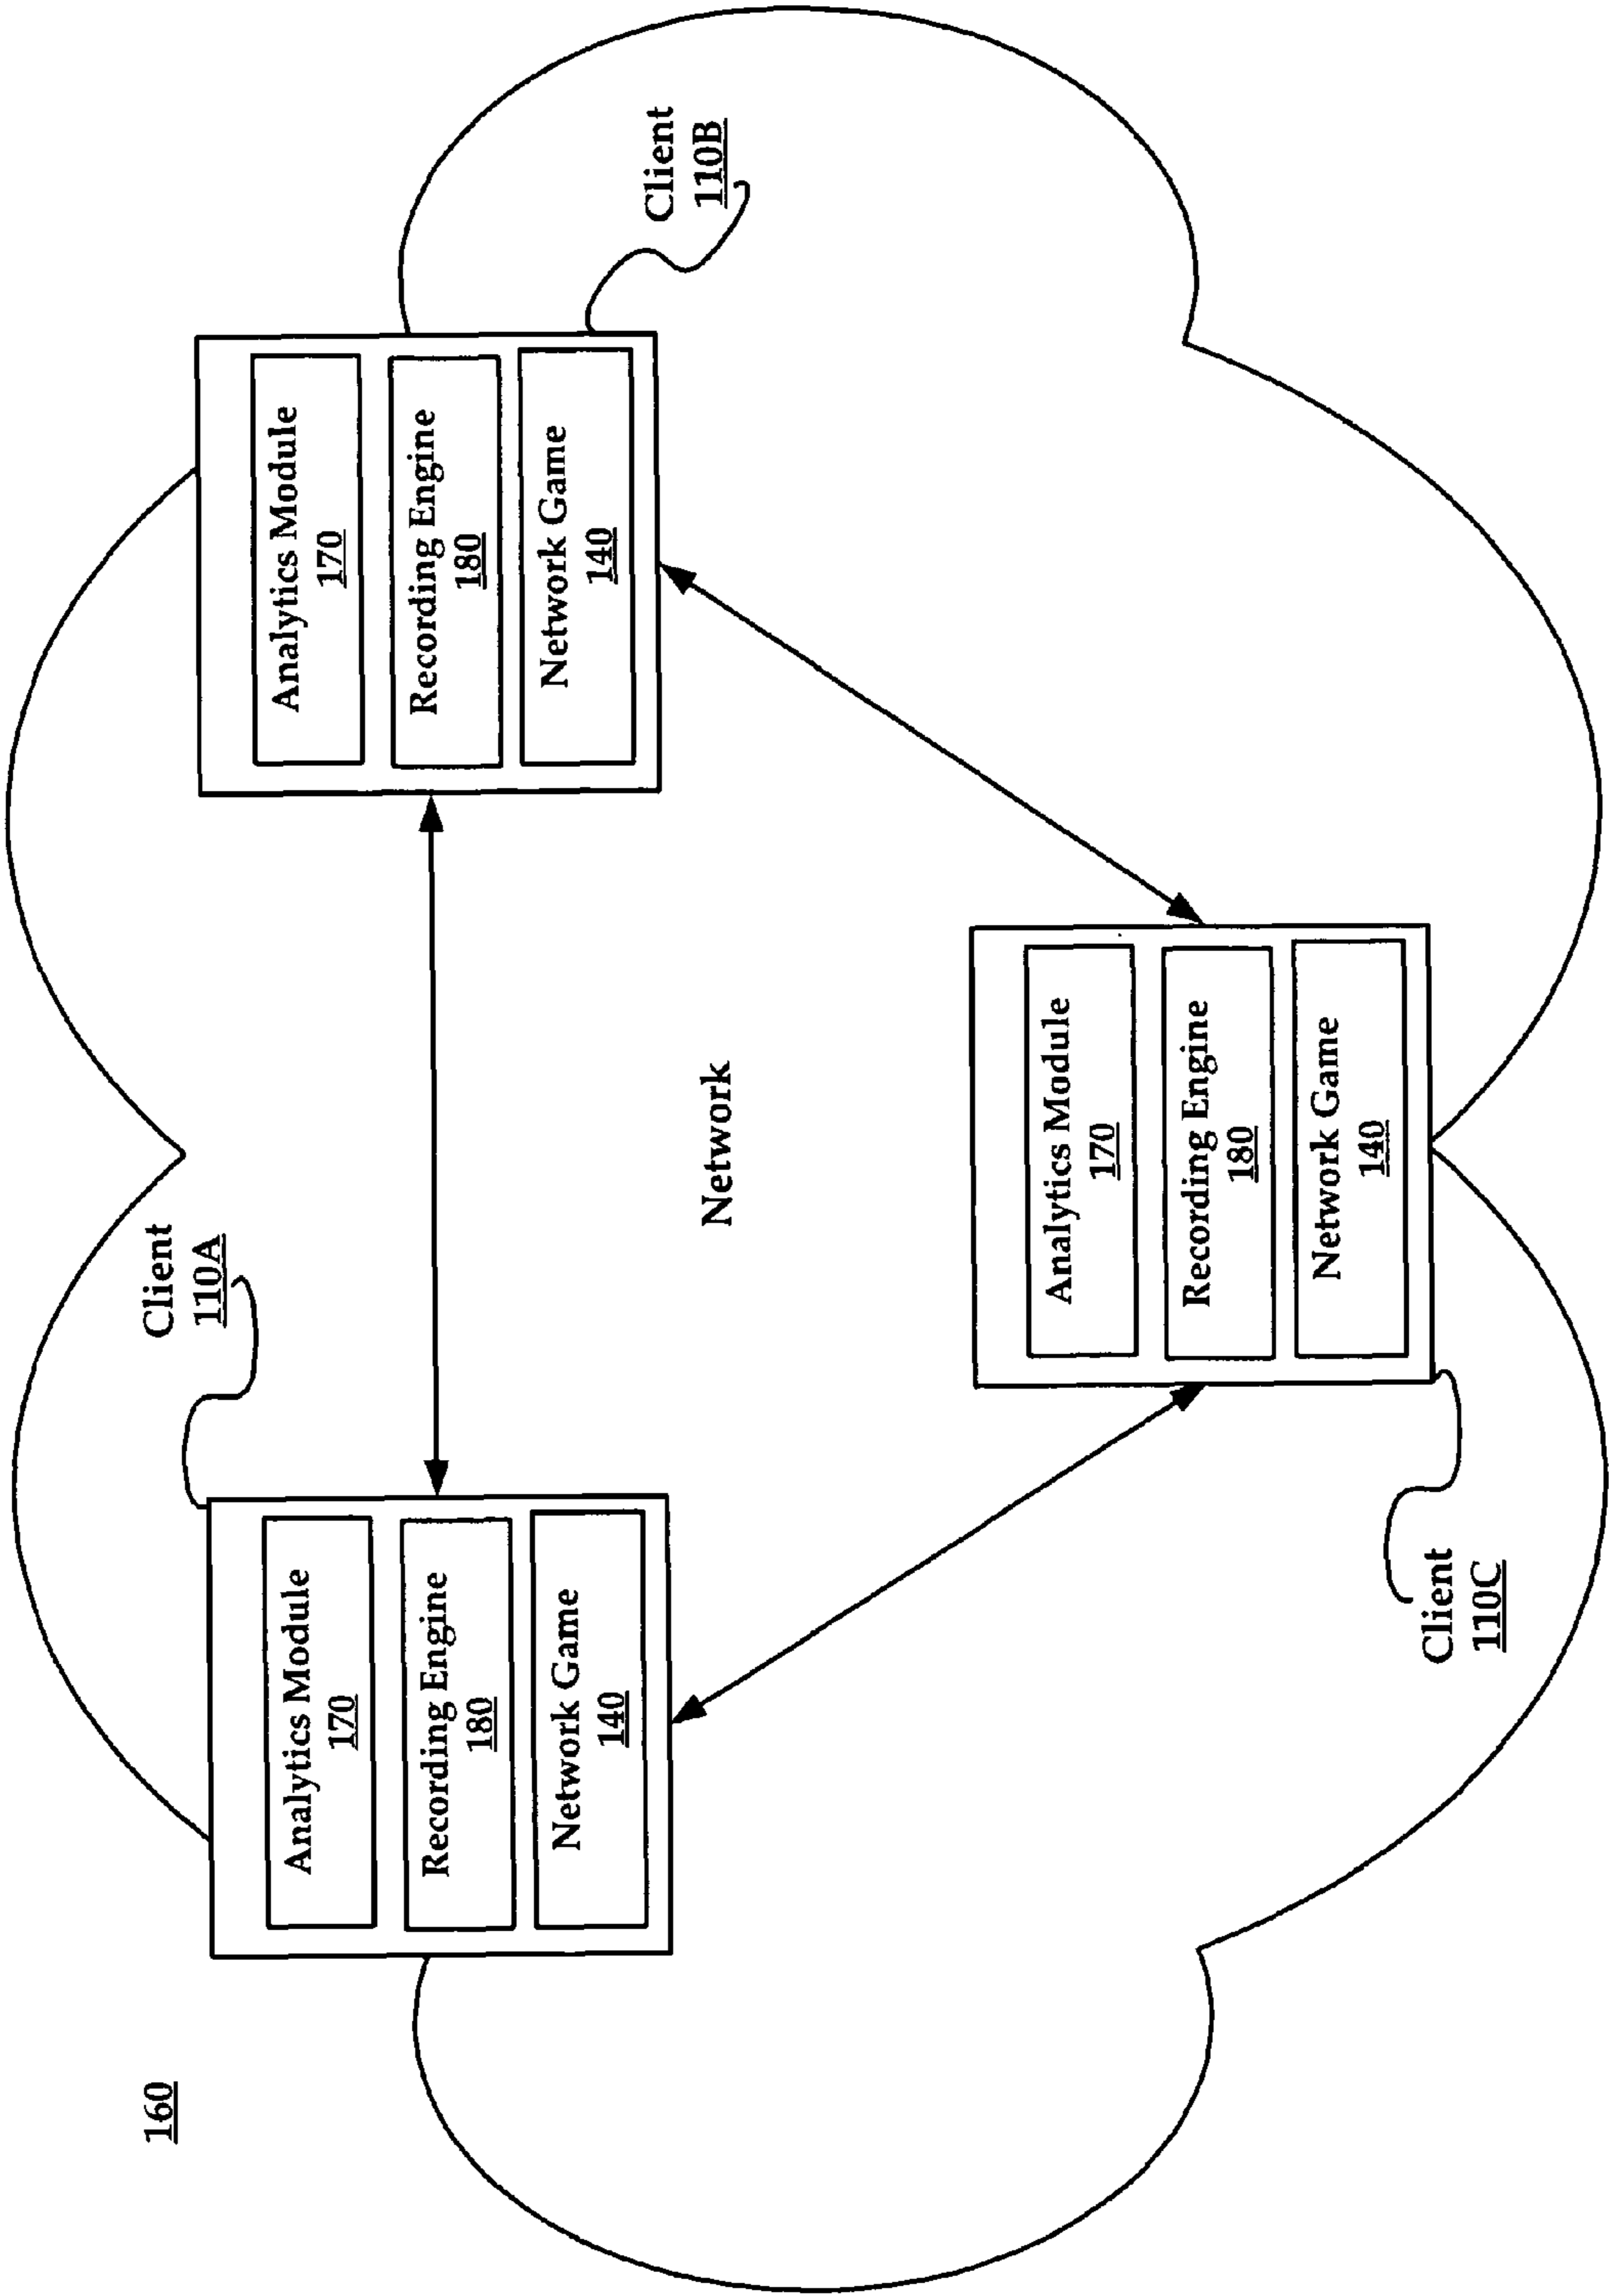 160
Client
110A
Analytics Module
170
Recording Engine
180
Network Game
140
Client
110B
Analytics Module
170
Recording Engine
180
Network Game
140
Network
Client
110C
Analytics Module
170
Recording Engine
180
Network Game
140